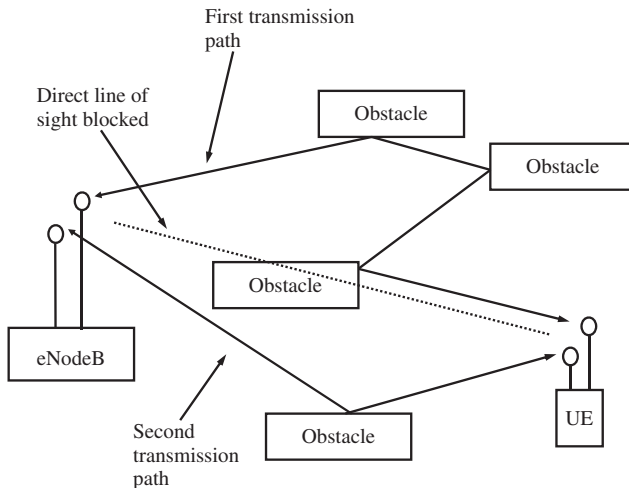 First transmission
path
Direct line of
sight blocked
Obstacle
Obstacle
Obstacle
eNodeB
UE
Obstacle
Second
transmission
path